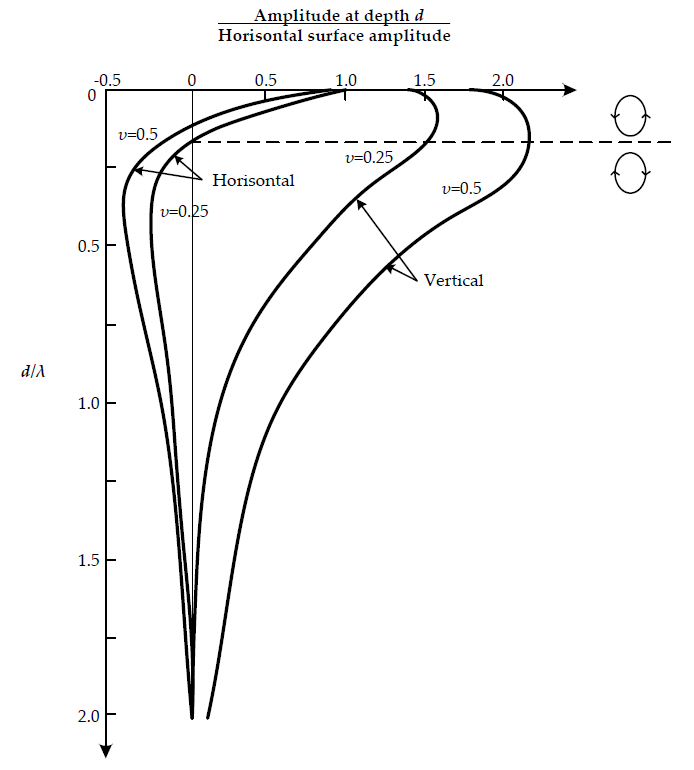 Amplitude at depth d
Horisontal surface amplitude
-0.5 0 0.5 1.0 1.5 2.0
0
υ=0.5
υ=0.25
Horisontal
υ=0.5
υ=0.25
0.5
Vertical
d/λ
1.0
1.5
2.0